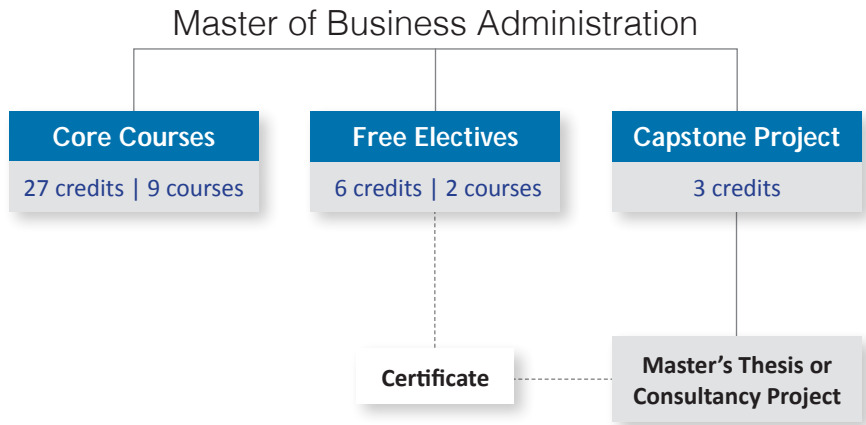 Master of Business Administration
Core Courses
27 credits | 9 courses
Free Electives
6 credits | 2 courses
Capstone Project
3 credits
Certificate
Master’s Thesis or
Consultancy Project